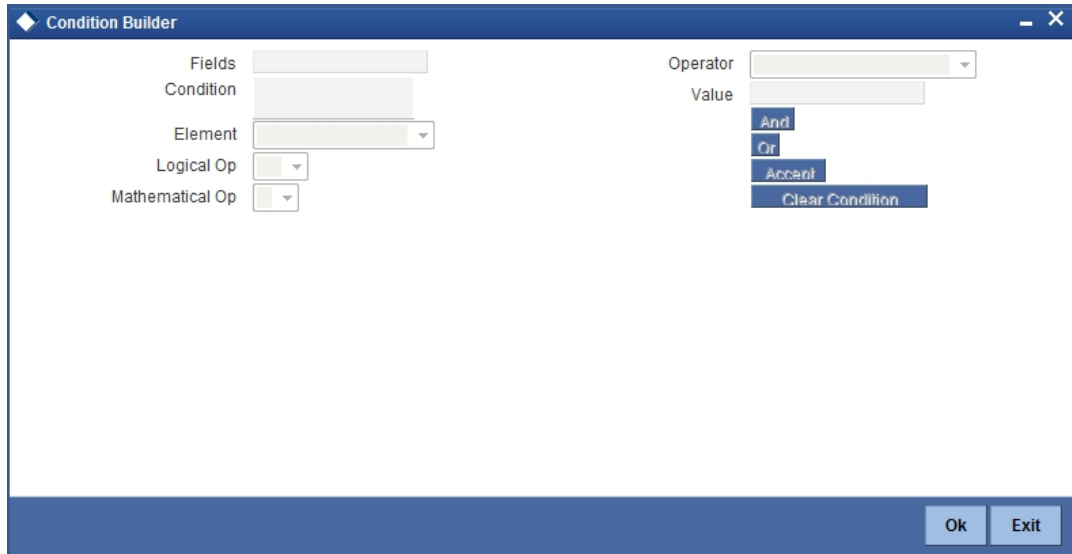 Condition Builder
Fields
Condition
Element
Logical Op
Mathematical Op
Operator
Value
And
Or
Accept
Clear Condition
Ok
Exit